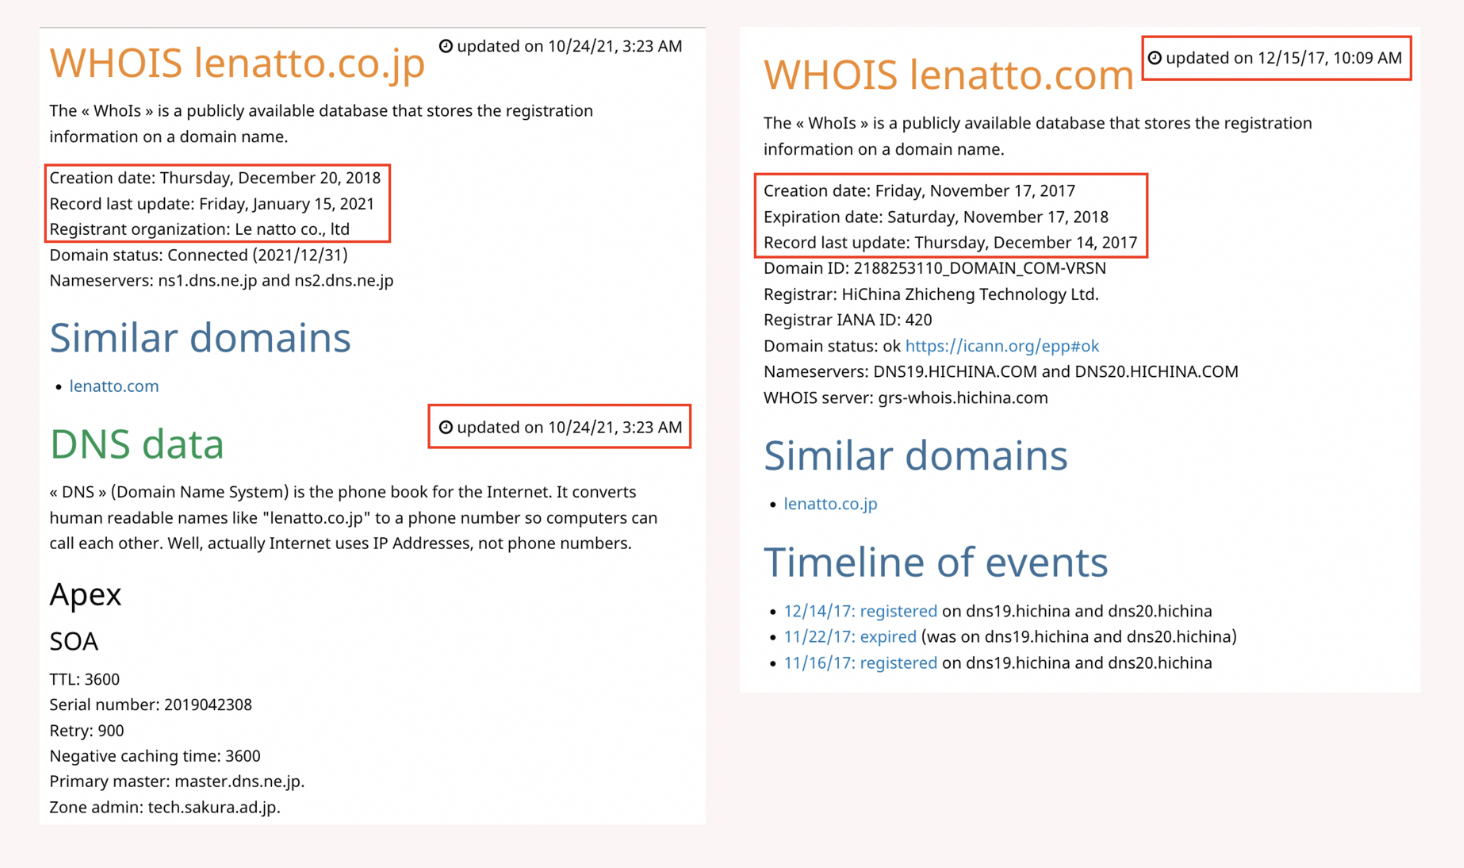 WHOIS lenatto.co.jp
updated on 10/24/21, 3:23 AM
The « WhoIs » is a publicly available database that stores the registration
information on a domain name.
Creation date: Thursday, December 20, 2018
Record last update: Friday, January 15, 2021
Registrant organization: Le natto co., ltd
Domain status: Connected (2021/12/31)
Nameservers: ns1.dns.ne.jp and ns2.dns.ne.jp
Similar domains
• lenatto.com
DNS data
updated on 10/24/21, 3:23 AM
« DNS » (Domain Name System) is the phone book for the Internet. It converts
human readable names like "lenatto.co.jp" to a phone number so computers can
call each other. Well, actually Internet uses IP Addresses, not phone numbers.
Apex
SOA
TTL: 3600
Serial number: 2019042308
Retry: 900
Negative caching time: 3600
Primary master: master.dns.ne.jp.
Zone admin: tech.sakura.ad.jp.
WHOIS lenatto.com
updated on 12/15/17, 10:09 AM
The « WhoIs » is a publicly available database that stores the registration
information on a domain name.
Creation date: Friday, November 17, 2017
Expiration date: Saturday, November 17, 2018
Record last update: Thursday, December 14, 2017
Domain ID: 2188253110_DOMAIN_COM-VRSN
Registrar: HiChina Zhicheng Technology Ltd.
Registrar IANA ID: 420
Domain status: ok https://icann.org/epp#ok
Nameservers: DNS19.HICHINA.COM and DNS20.HICHINA.COM
WHOIS server: grs-whois.hichina.com
Similar domains
• lenatto.co.jp
Timeline of events
• 12/14/17: registered on dns19.hichina and dns20.hichina
• 11/22/17: expired (was on dns19.hichina and dns20.hichina)
• 11/16/17: registered on dns19.hichina and dns20.hichina